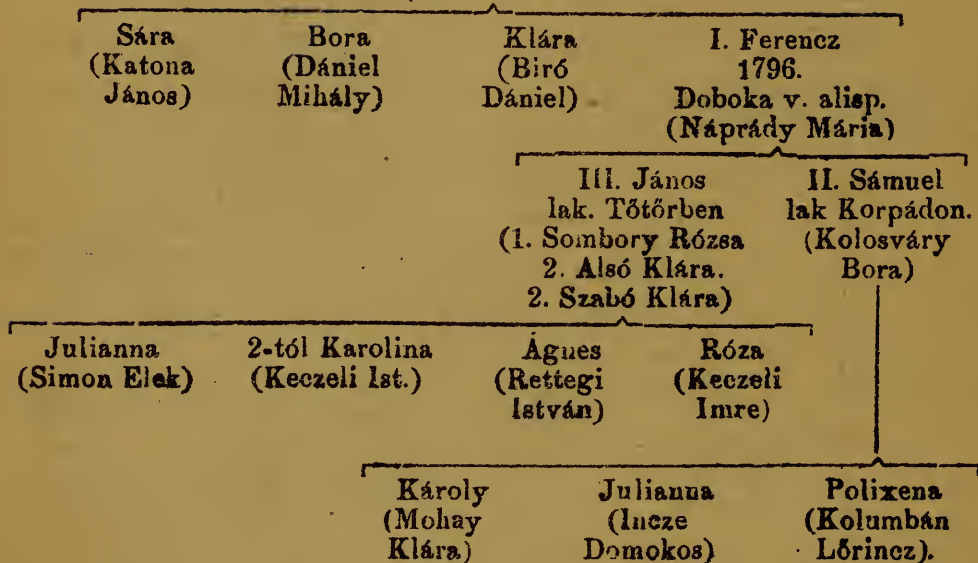 Sára Bora Klára I. Ferencz
(Katona (Dániel (Biró 1796.
János) Mihály) Dániel) Doboka v. alisp.
(Náprády Mária)
III. János II. Sámuel
lak. Tőtörben lak Korpádon.
(1. Sombory Rózsa (Kolosváry
2. Alsó Klára. Bora)
2. Szabó Klára)
Julianna 2-tól Karolina Ágnes Róza
(Simon Elek) (Keczeli Ist.) (Rettegi (Keczeli
István) Imre)
Károly Julianna Polixena
(Mohay (Incze (Kolumbán
Klára) Domokos) Lőrincz).